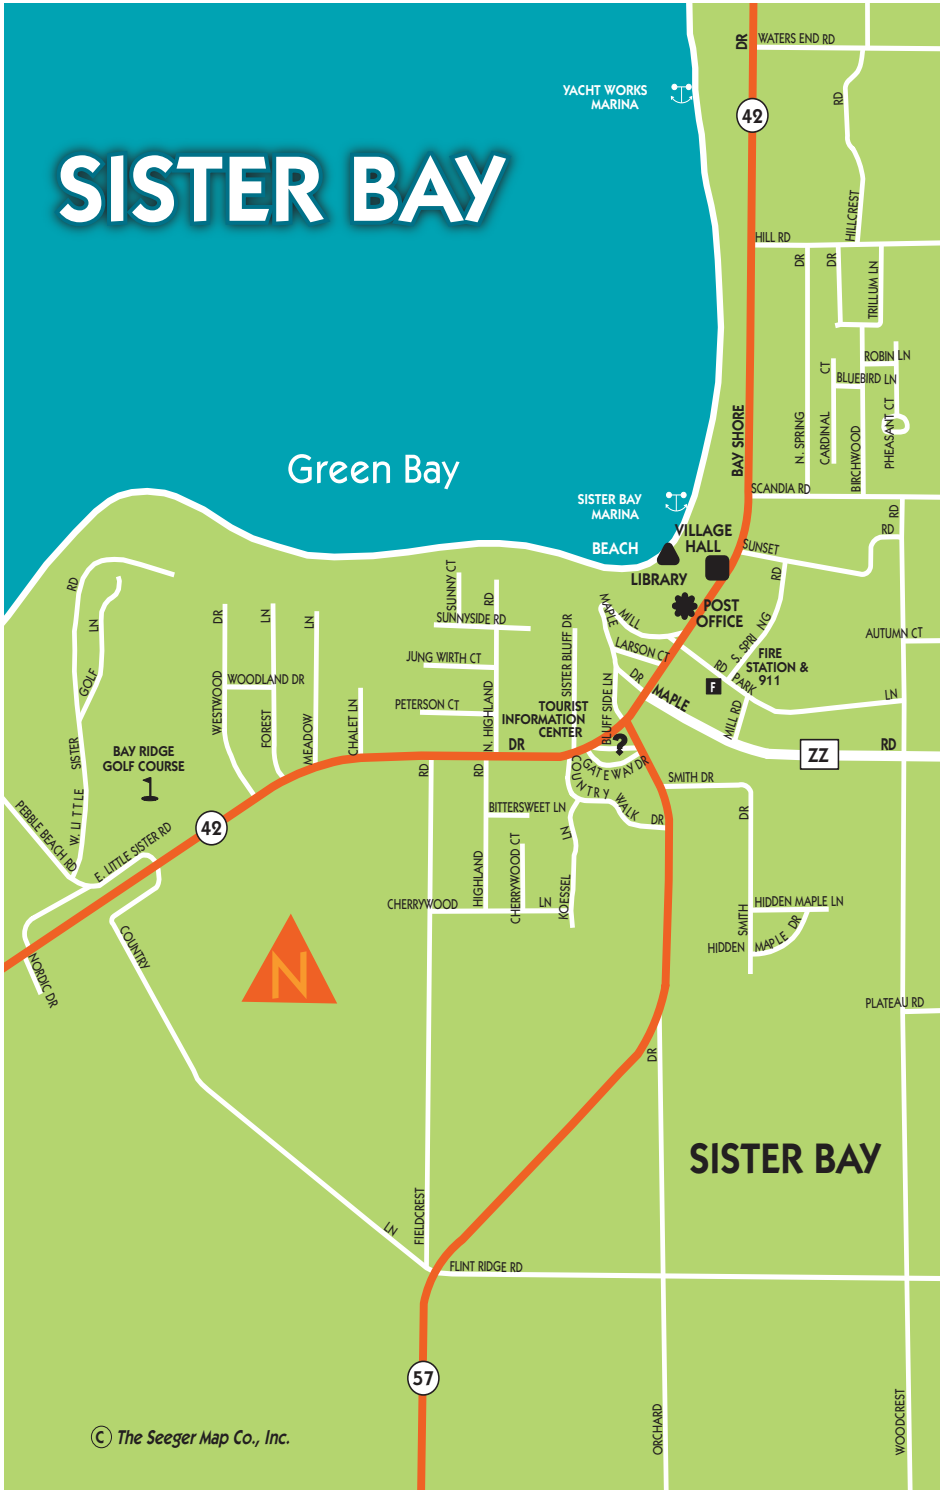 DR
WATERS END RD
YACHT WORKS
MARINA
RD
42
SISTER BAY
HILLCREST
HILL RD
DR
DR
TRILLUM LN
ROBIN LN
CT
BLUEBIRD LN
BAY SHORE
N. SPRING
CARDINAL
BIRCHWOOD
PHEASANT CT
Green Bay
SCANDIA RD
SISTER BAY
MARINA
RD
RD
VILLAGE
HALL
BEACH
SUNSET
LIBRARY
RD
RD
SUNNY CT
RD
MAPLE
MILL
POST
OFFICE
DR
LN
LN
LN
SUNNYSIDE RD
SISTER BLUFF DR
S. SPRI NG
AUTUMN CT
LARSON CT
JUNG WIRTH CT
FIRE
STATION &
911
GOLF
WOODLAND DR
WESTWOOD
RD
PARK
F
DR
MAPLE
LN
PETERSON CT
N. HIGHLAND
TOURIST
INFORMATION
CENTER
BLUFF SIDE LN
MILL RD
FOREST
MEADOW
CHALET LN
DR
?
SISTER
BAY RIDGE
GOLF COURSE
ZZ
RD
RD
RD
GATEWAY DR
COUNTRY
WALK
DR
SMITH DR
W. LITTLE
PEBBLE BEACH RD
E. LITTLE SISTER RD
42
BITTERSWEET LN
LN
DR
HIGHLAND
CHERRYWOOD CT
KOESSEL
CHERRYWOOD
LN
HIDDEN MAPLE LN
SMITH
HIDDEN
MAPLE DR
COUNTRY
NORDIC DR
N
PLATEAU RD
DR
SISTER BAY
FIELDCREST
LN
FLINT RIDGE RD
57
ORCHARD
WOODCREST
C The Seeger Map Co., Inc.